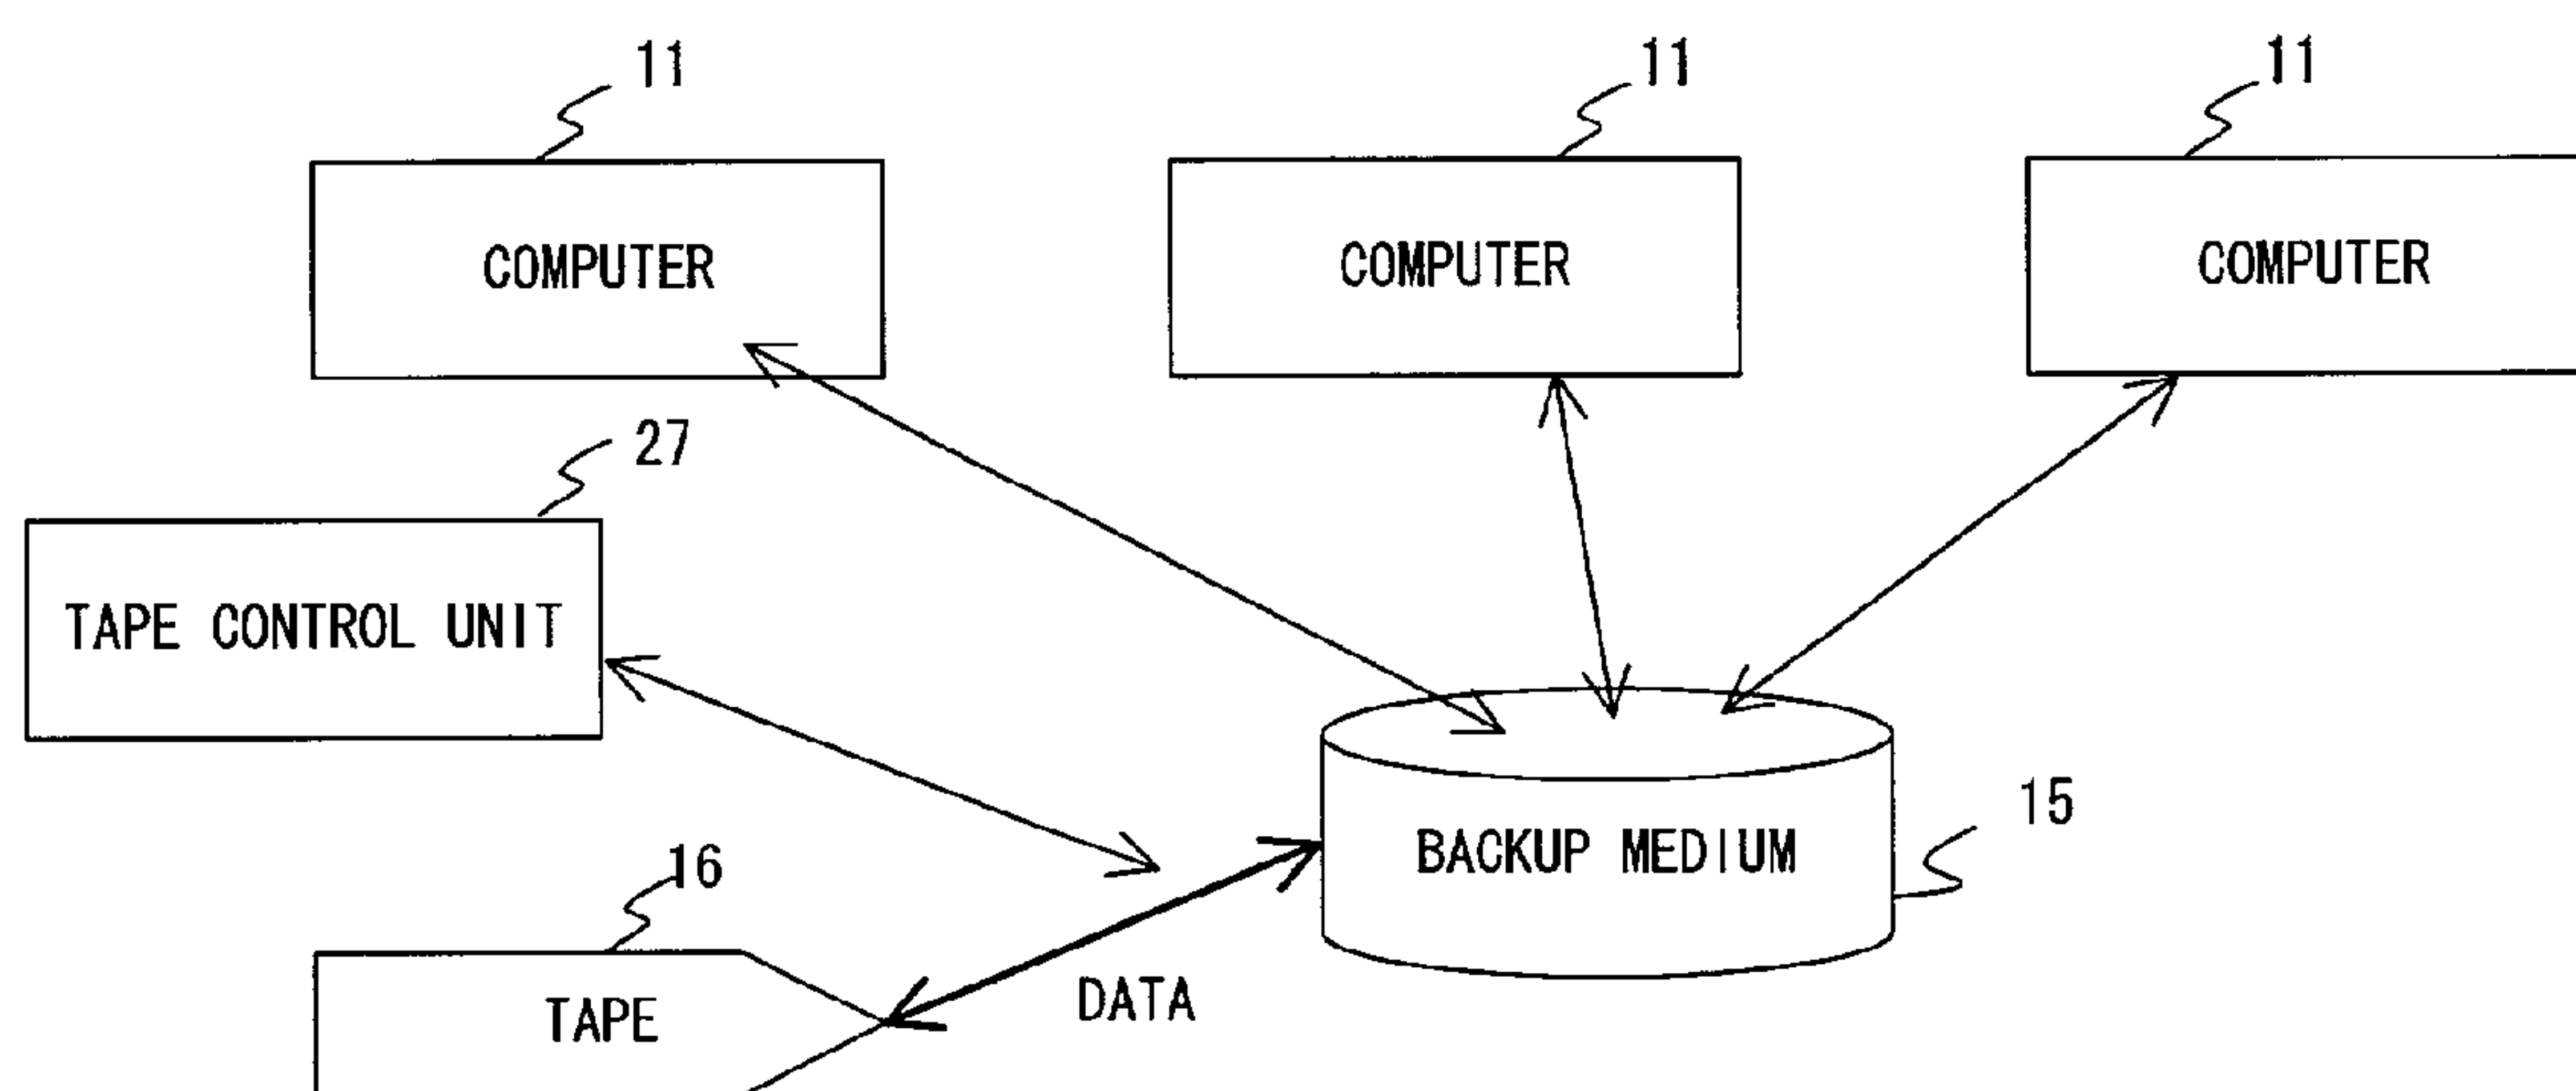 11
11
11
COMPUTER
COMPUTER
COMPUTER
27
TAPE CONTROL UNIT
15
BACKUP MEDIUM
16
DATA
TAPE